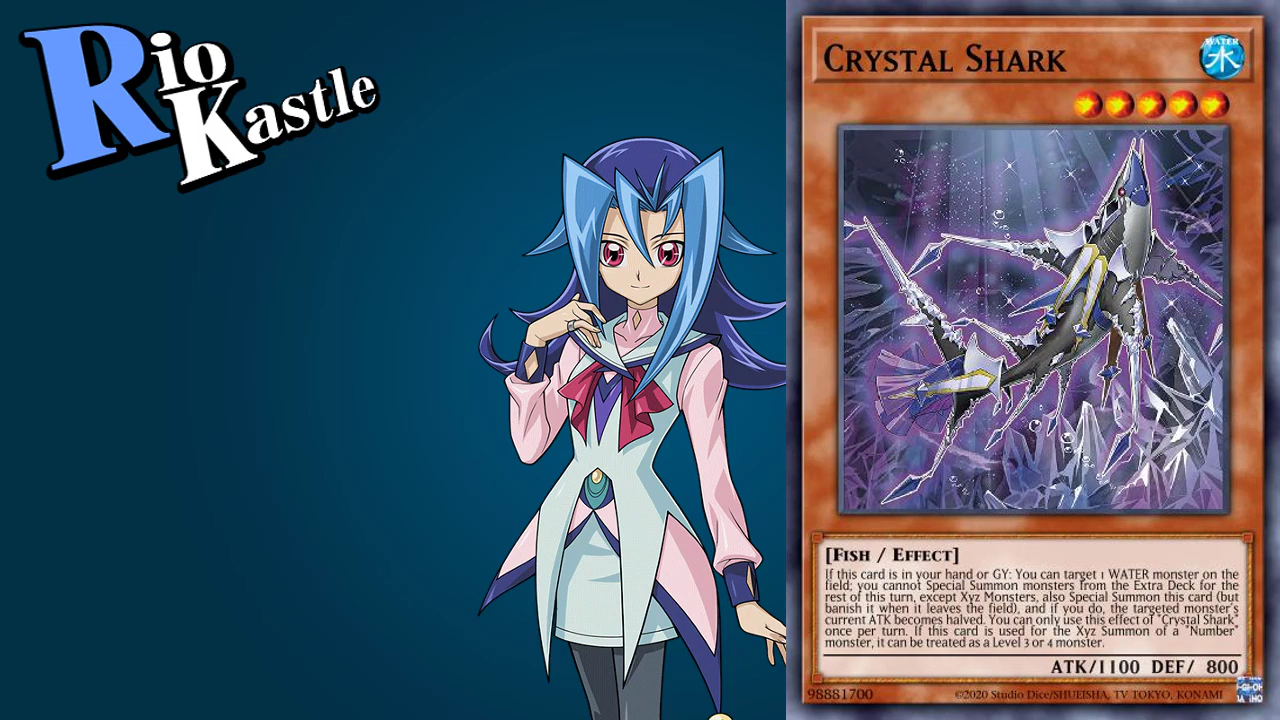 Rio
Kastle
CRYSTAL SHARK
WATER
水
[FISH / EFFECT]
If this card is in your hand or GY: You can target 1 WATER monster on the
field; you cannot Special Summon monsters from the Extra Deck for the
rest of this turn, except Xyz Monsters, also Special Summon this card (but
banish it when it leaves the field), and if you do, the targeted monster's
current ATK becomes halved. You can only use this effect of "Crystal Shark"
once per turn. If this card is used for the Xyz Summon of a "Number"
monster, it can be treated as a Level 3 or 4 monster.
ATK/1100 DEF/ 800
98881700 ©2020 Studio Dice/SHUEISHA, TV TOKYO, KONAMI